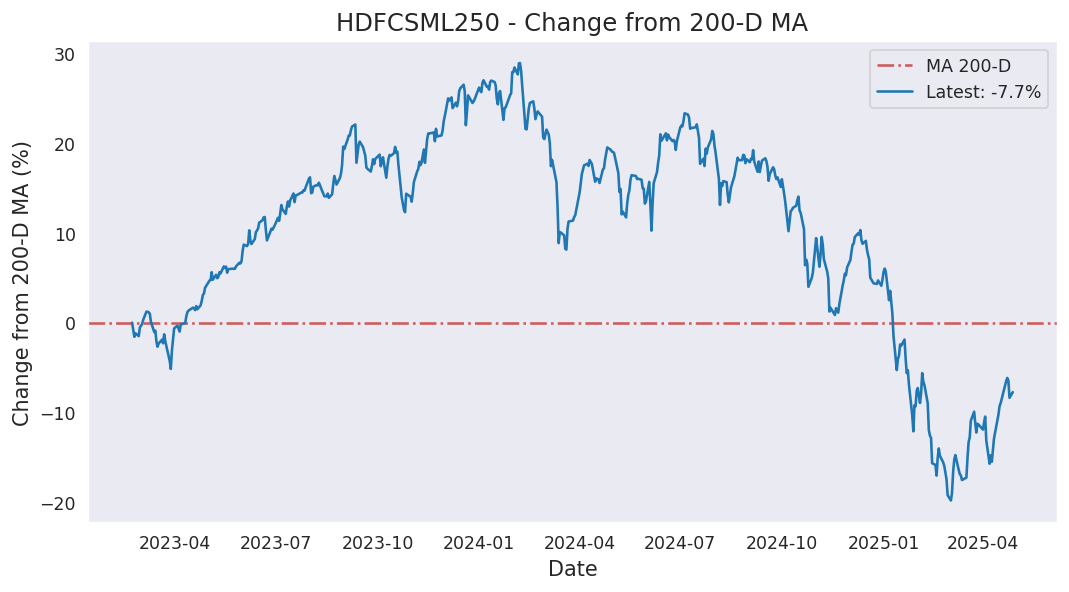 HDFCSML250 - Change from 200-D MA
MA 200-D
Latest: -7.7%
Change from 200-D MA (%)
30
20
10
0
−10
−20
2023-04 2023-07 2023-10 2024-01 2024-04 2024-07 2024-10 2025-01 2025-04
Date